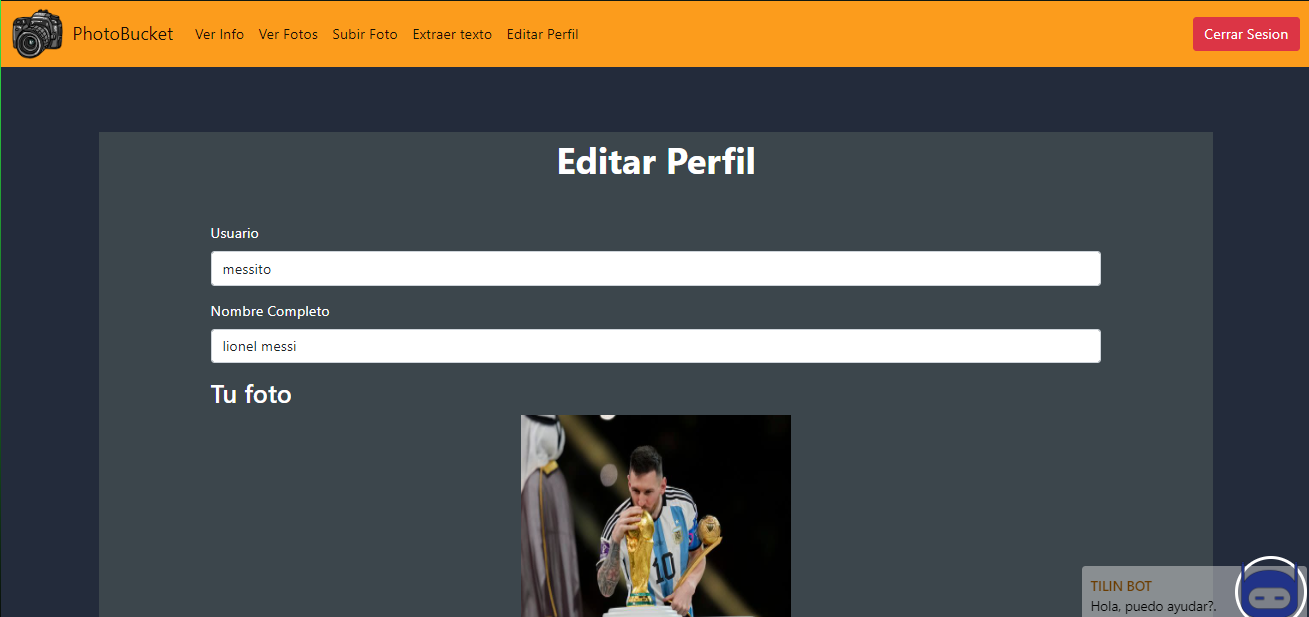 PhotoBucket Ver Info Ver Fotos Subir Foto Extraer texto Editar Perfil Cerrar Sesion
Editar Perfil
Usuario
messito
Nombre Completo
lionel messi
Tu foto
10
TILIN BOT
Hola, puedo ayudar?.